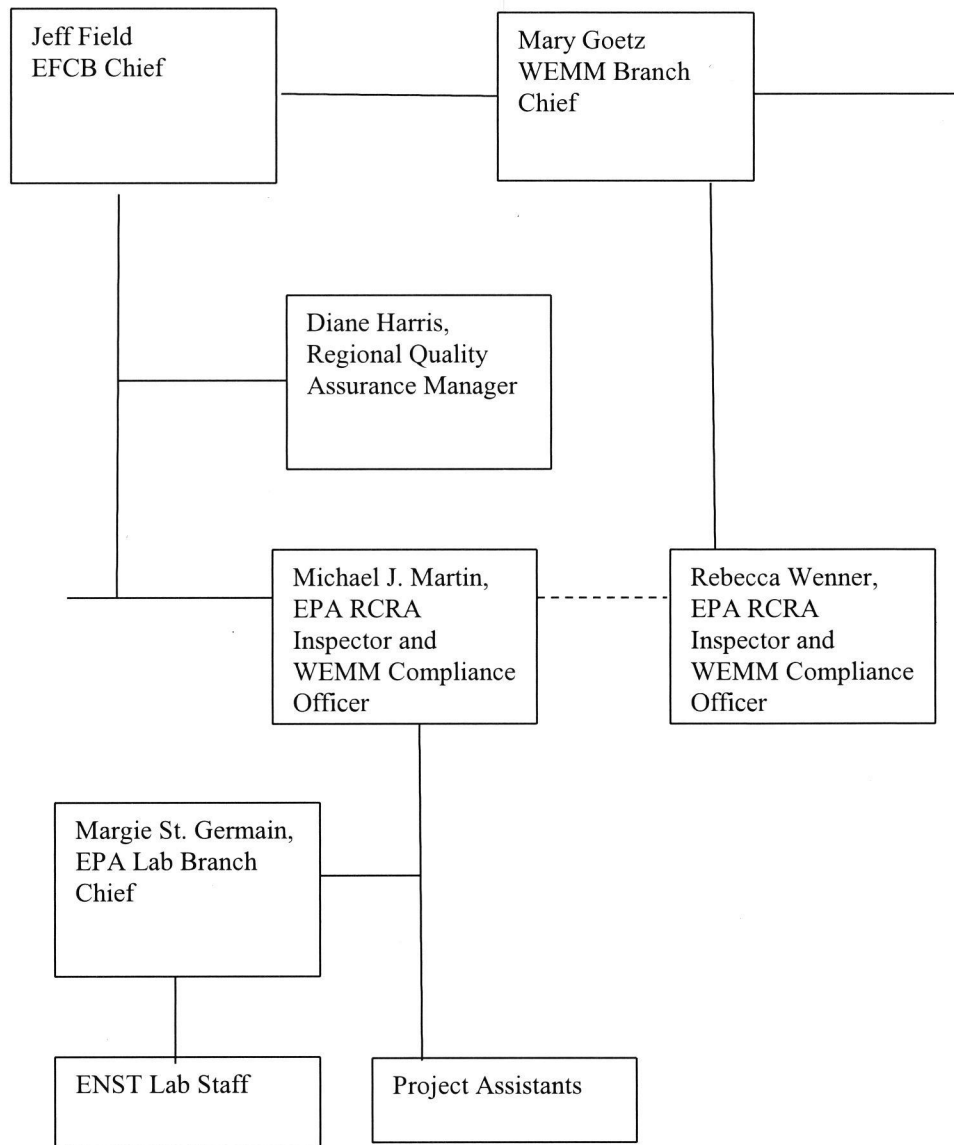 Jeff Field
EFCB Chief
Mary Goetz
WEMM Branch
Chief
Diane Harris,
Regional Quality
Assurance Manager
Michael J. Martin,
EPA RCRA
Inspector and
WEMM Compliance
Officer
Rebecca Wenner,
EPA RCRA
Inspector and
WEMM Compliance
Officer
Margie St. Germain,
EPA Lab Branch
Chief
ENST Lab Staff
Project Assistants